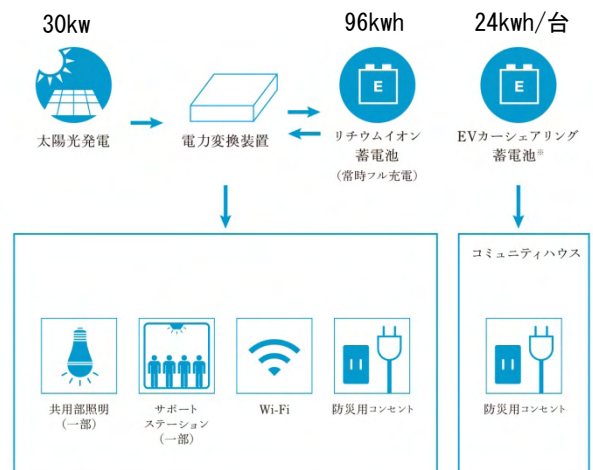 30kw
96kwh
24kwh/台
E
E
太陽光発電
電力変換装置
リチウムイオン
蓄電池
(常時フル充電)
EVカーシェアリング
蓄電池※
コミュニティハウス
共用部照明
(一部)
サポート
ステーション
(一部)
Wi-Fi
防災用コンセント
防災用コンセント